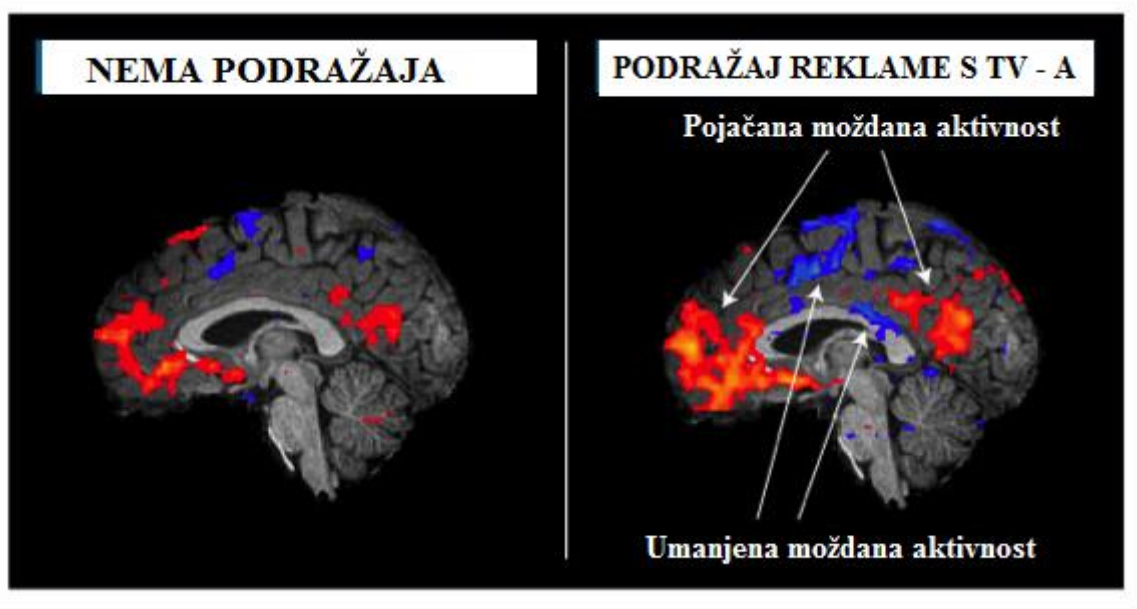 NEMA PODRAŽAJA
PODRAŽAJ REKLAME S TV - A
Pojačana moždana aktivnost
Umanjena moždana aktivnost